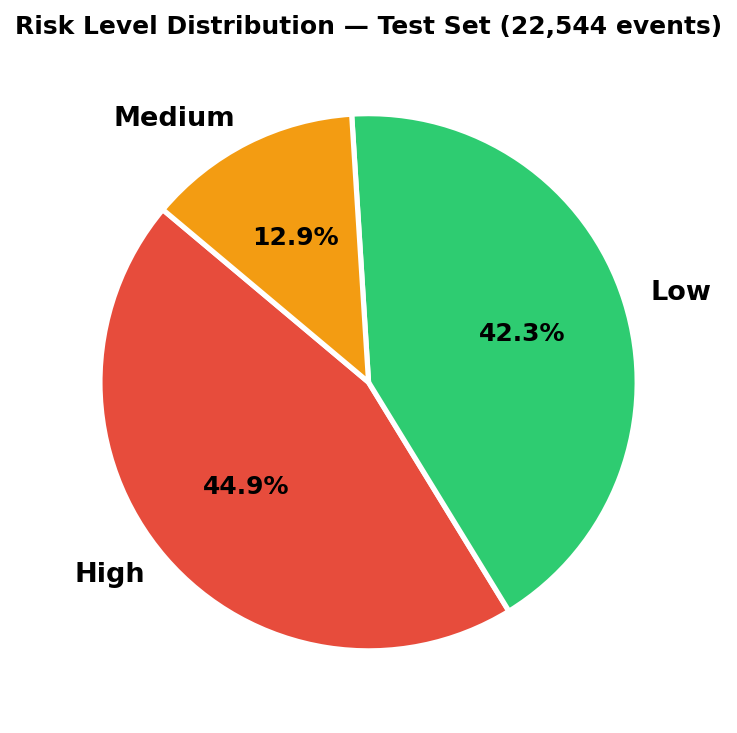 Risk Level Distribution — Test Set (22,544 events)
Medium
12.9%
Low
42.3%
44.9%
High